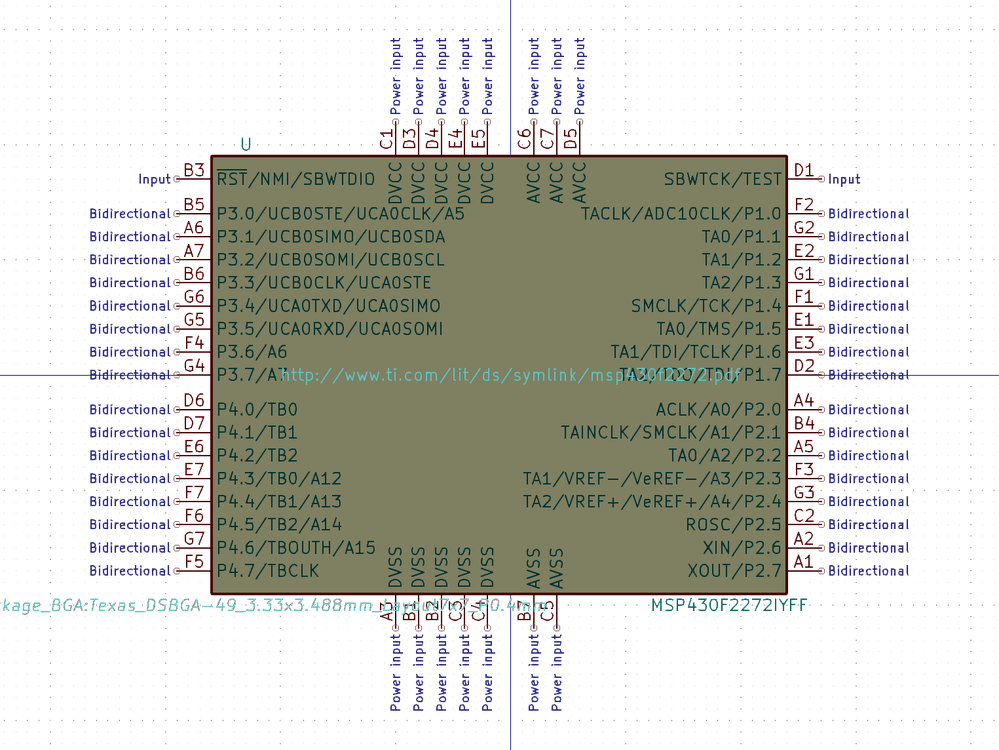 Power input Power input Power input Power input Power input Power input Power input Power input
C1 D3 D4 E4 E5 C6 C7 D5
U
DVCC DVCC DVCC DVCC DVCC AVCC AVCC AVCC
Input B3 RST/NMI/SBWTDIO SBWTCK/TEST D1 Input
Bidirectional B5 P3.0/UCB0STE/UCA0CLK/A5 TACLK/ADC10CLK/P1.0 F2 Bidirectional
Bidirectional A6 P3.1/UCB0SIMO/UCB0SDA TA0/P1.1 G2 Bidirectional
Bidirectional A7 P3.2/UCB0SOMI/UCB0SCL TA1/P1.2 E2 Bidirectional
Bidirectional B6 P3.3/UCB0CLK/UCA0STE TA2/P1.3 G1 Bidirectional
Bidirectional G6 P3.4/UCA0TXD/UCA0SIMO SMCLK/TCK/P1.4 F1 Bidirectional
Bidirectional G5 P3.5/UCA0RXD/UCA0SOMI TA0/TMS/P1.5 E1 Bidirectional
Bidirectional F4 P3.6/A6 TA1/TDI/TCLK/P1.6 E3 Bidirectional
Bidirectional G4 P3.7/A7 http://www.ti.com/lit/ds/symlink/msp430f2272.pdf P1.7 D2 Bidirectional
Bidirectional D6 P4.0/TB0 ACLK/A0/P2.0 A4 Bidirectional
Bidirectional D7 P4.1/TB1 TAINCLK/SMCLK/A1/P2.1 B4 Bidirectional
Bidirectional E6 P4.2/TB2 TA0/A2/P2.2 A5 Bidirectional
Bidirectional E7 P4.3/TB0/A12 TA1/VREF-/VeREF-/A3/P2.3 F3 Bidirectional
Bidirectional F7 P4.4/TB1/A13 TA2/VREF+/VeREF+/A4/P2.4 G3 Bidirectional
Bidirectional F6 P4.5/TB2/A14 ROSC/P2.5 C2 Bidirectional
Bidirectional G7 P4.6/TBOUTH/A15 XIN/P2.6 A2 Bidirectional
Bidirectional F5 P4.7/TBCLK XOUT/P2.7 A1 Bidirectional
DVSS DVSS DVSS DVSS DVSS AVSS AVSS
ckage_BGA:Texas_DSBGA-49_3.33x3.488mm_Layout7x7_P0.4mm MSP430F2272IYFF
A3 C3 C4 B7 C5
Power input Power input Power input Power input Power input Power input Power input